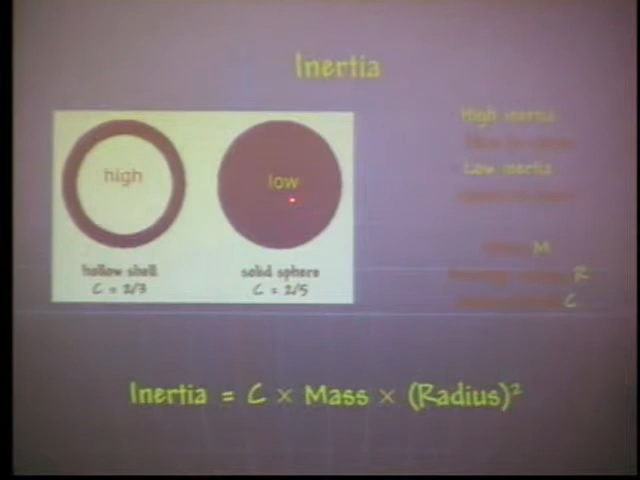 Inertia
high
low
hollow shell
C = 2/3
solid sphere
C = 2/5
High inertia
Low inertia
M
R
C
Inertia = C × Mass × (Radius)²